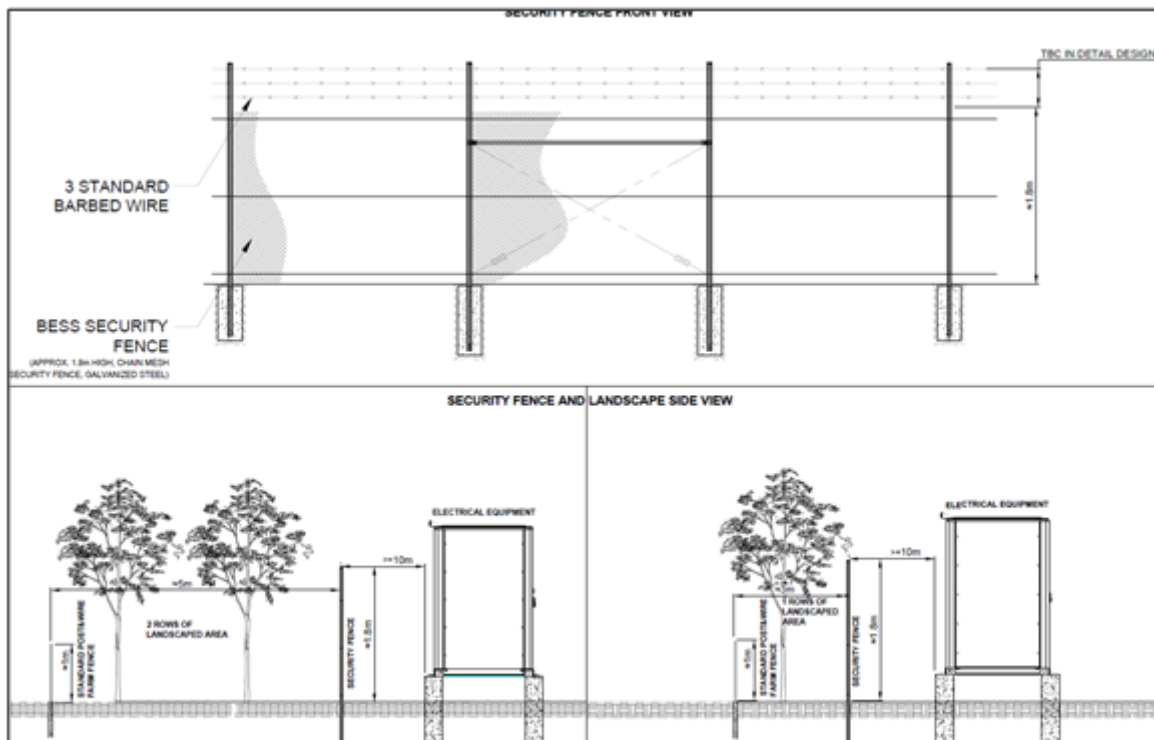 SECURITY FENCE FRONT VIEW
TBC IN DETAIL DESIGN
3 STANDARD
BARBED WIRE
≈1.8m
BESS SECURITY
FENCE
(APPROX. 1.8m HIGH, CHAIN MESH
SECURITY FENCE, GALVANIZED STEEL)
SECURITY FENCE AND LANDSCAPE SIDE VIEW
ELECTRICAL EQUIPMENT
>=10m
≈5m
2 ROWS OF
LANDSCAPED AREA
≈1m
STANDARD POST&WIRE
FARM FENCE
SECURITY FENCE
≈1.8m
ELECTRICAL EQUIPMENT
>=10m
1 ROWS OF
LANDSCAPED
AREA
≈1m
STANDARD POST&WIRE
FARM FENCE
SECURITY FENCE
≈1.8m